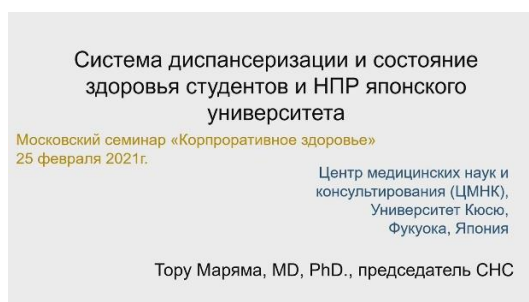 Система диспансеризации и состояние
здоровья студентов и НПР японского
университета
Московский семинар «Корпроративное здоровье»
25 февраля 2021г.
Центр медицинских наук и
консультирования (ЦМНК),
Университет Кюсю,
Фукуока, Япония
Тору Маряма, MD, PhD., председатель CHC